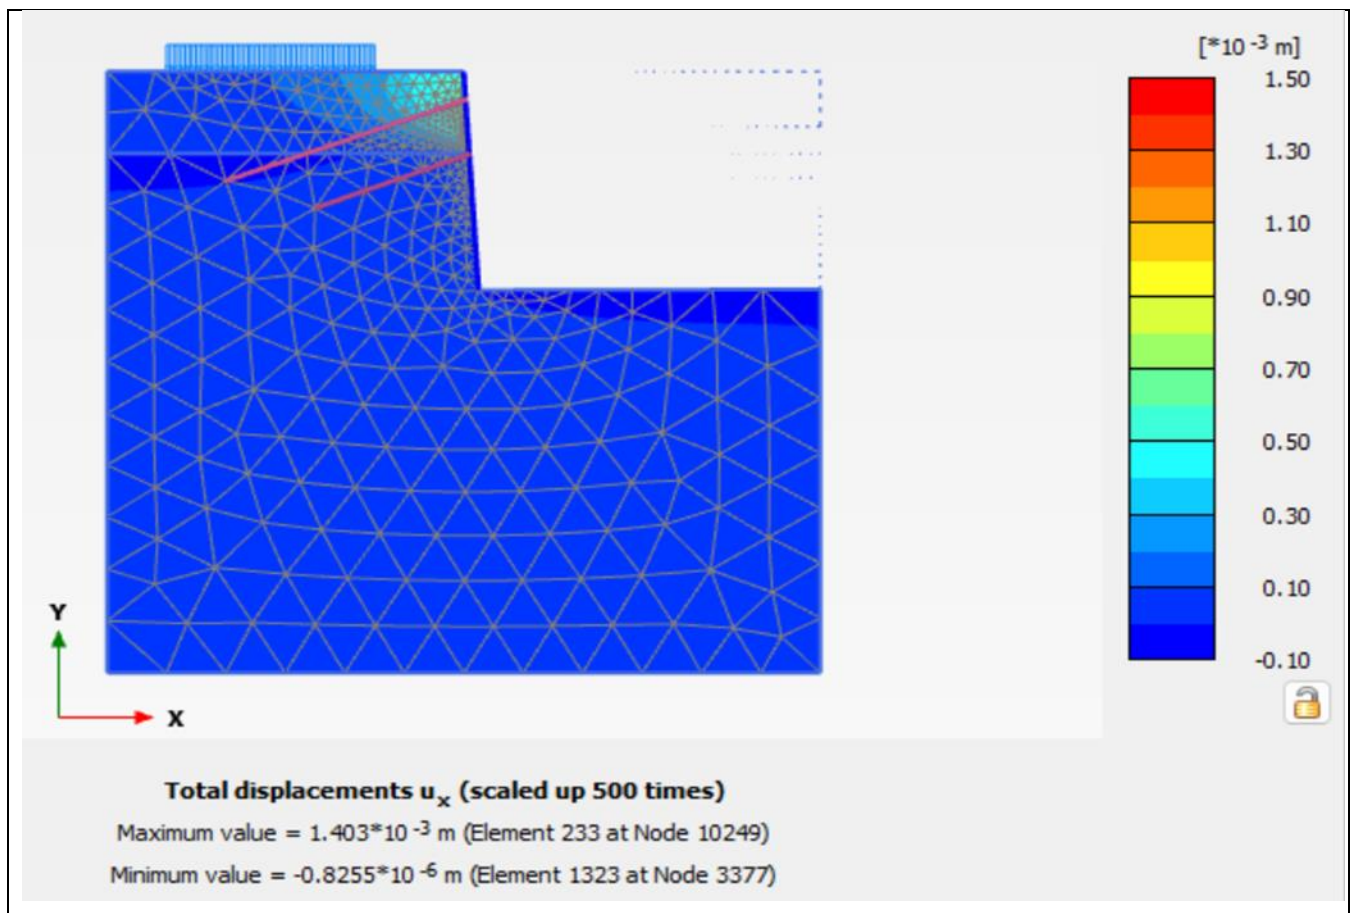 [*10 -3 m]
1.50
1.30
1.10
0.90
0.70
0.50
0.30
0.10
-0.10
Y
X
Total displacements ux (scaled up 500 times)
Maximum value = 1.403*10 -3 m (Element 233 at Node 10249)
Minimum value = -0.8255*10 -6 m (Element 1323 at Node 3377)